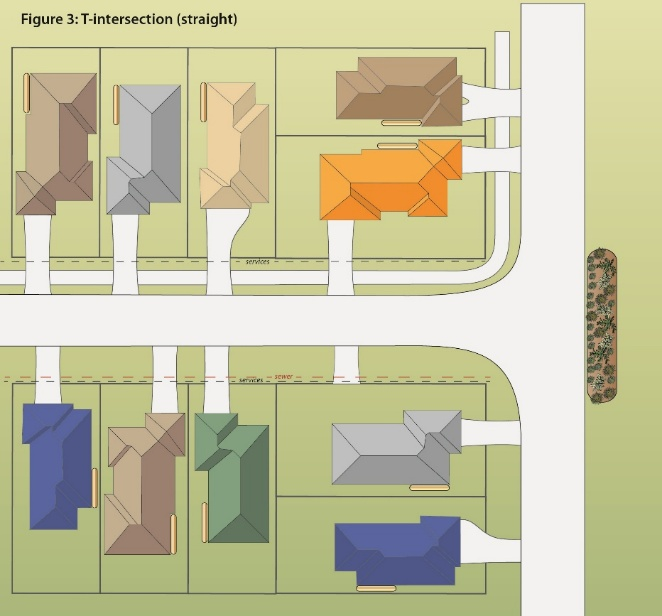 Figure 3: T-intersection (straight)
services
sewer
services